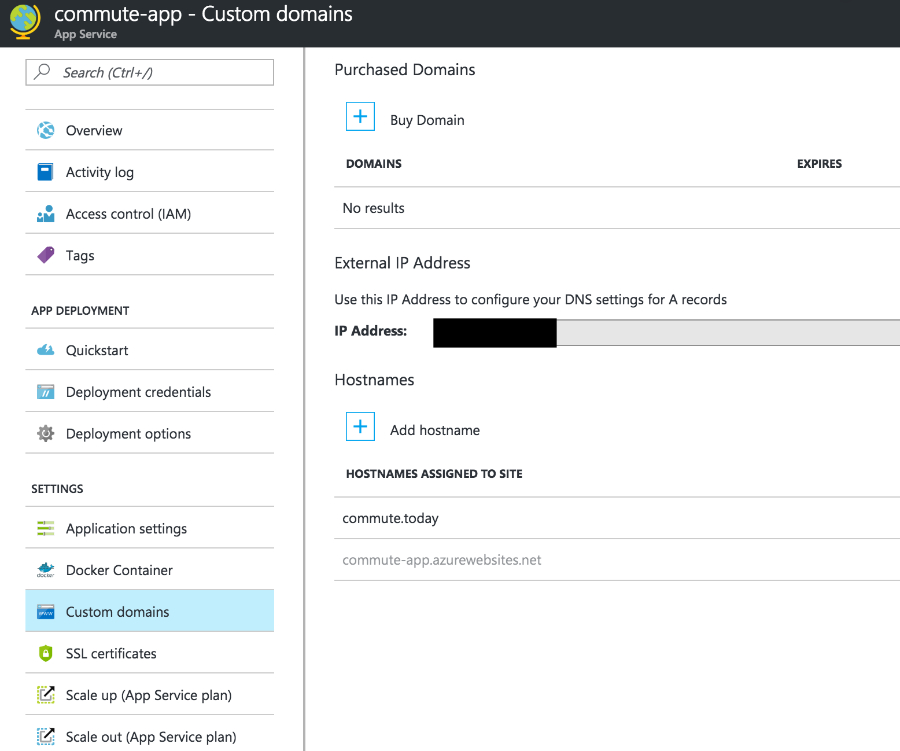 commute-app - Custom domains
App Service
Search (Ctrl+/)
Overview
Activity log
Access control (IAM)
Tags
APP DEPLOYMENT
Quickstart
Deployment credentials
Deployment options
SETTINGS
Application settings
docker
Docker Container
www
Custom domains
SSL certificates
Scale up (App Service plan)
Scale out (App Service plan)
Purchased Domains
Buy Domain
DOMAINS EXPIRES
No results
External IP Address
Use this IP Address to configure your DNS settings for A records
IP Address:
Hostnames
Add hostname
HOSTNAMES ASSIGNED TO SITE
commute.today
commute-app.azurewebsites.net